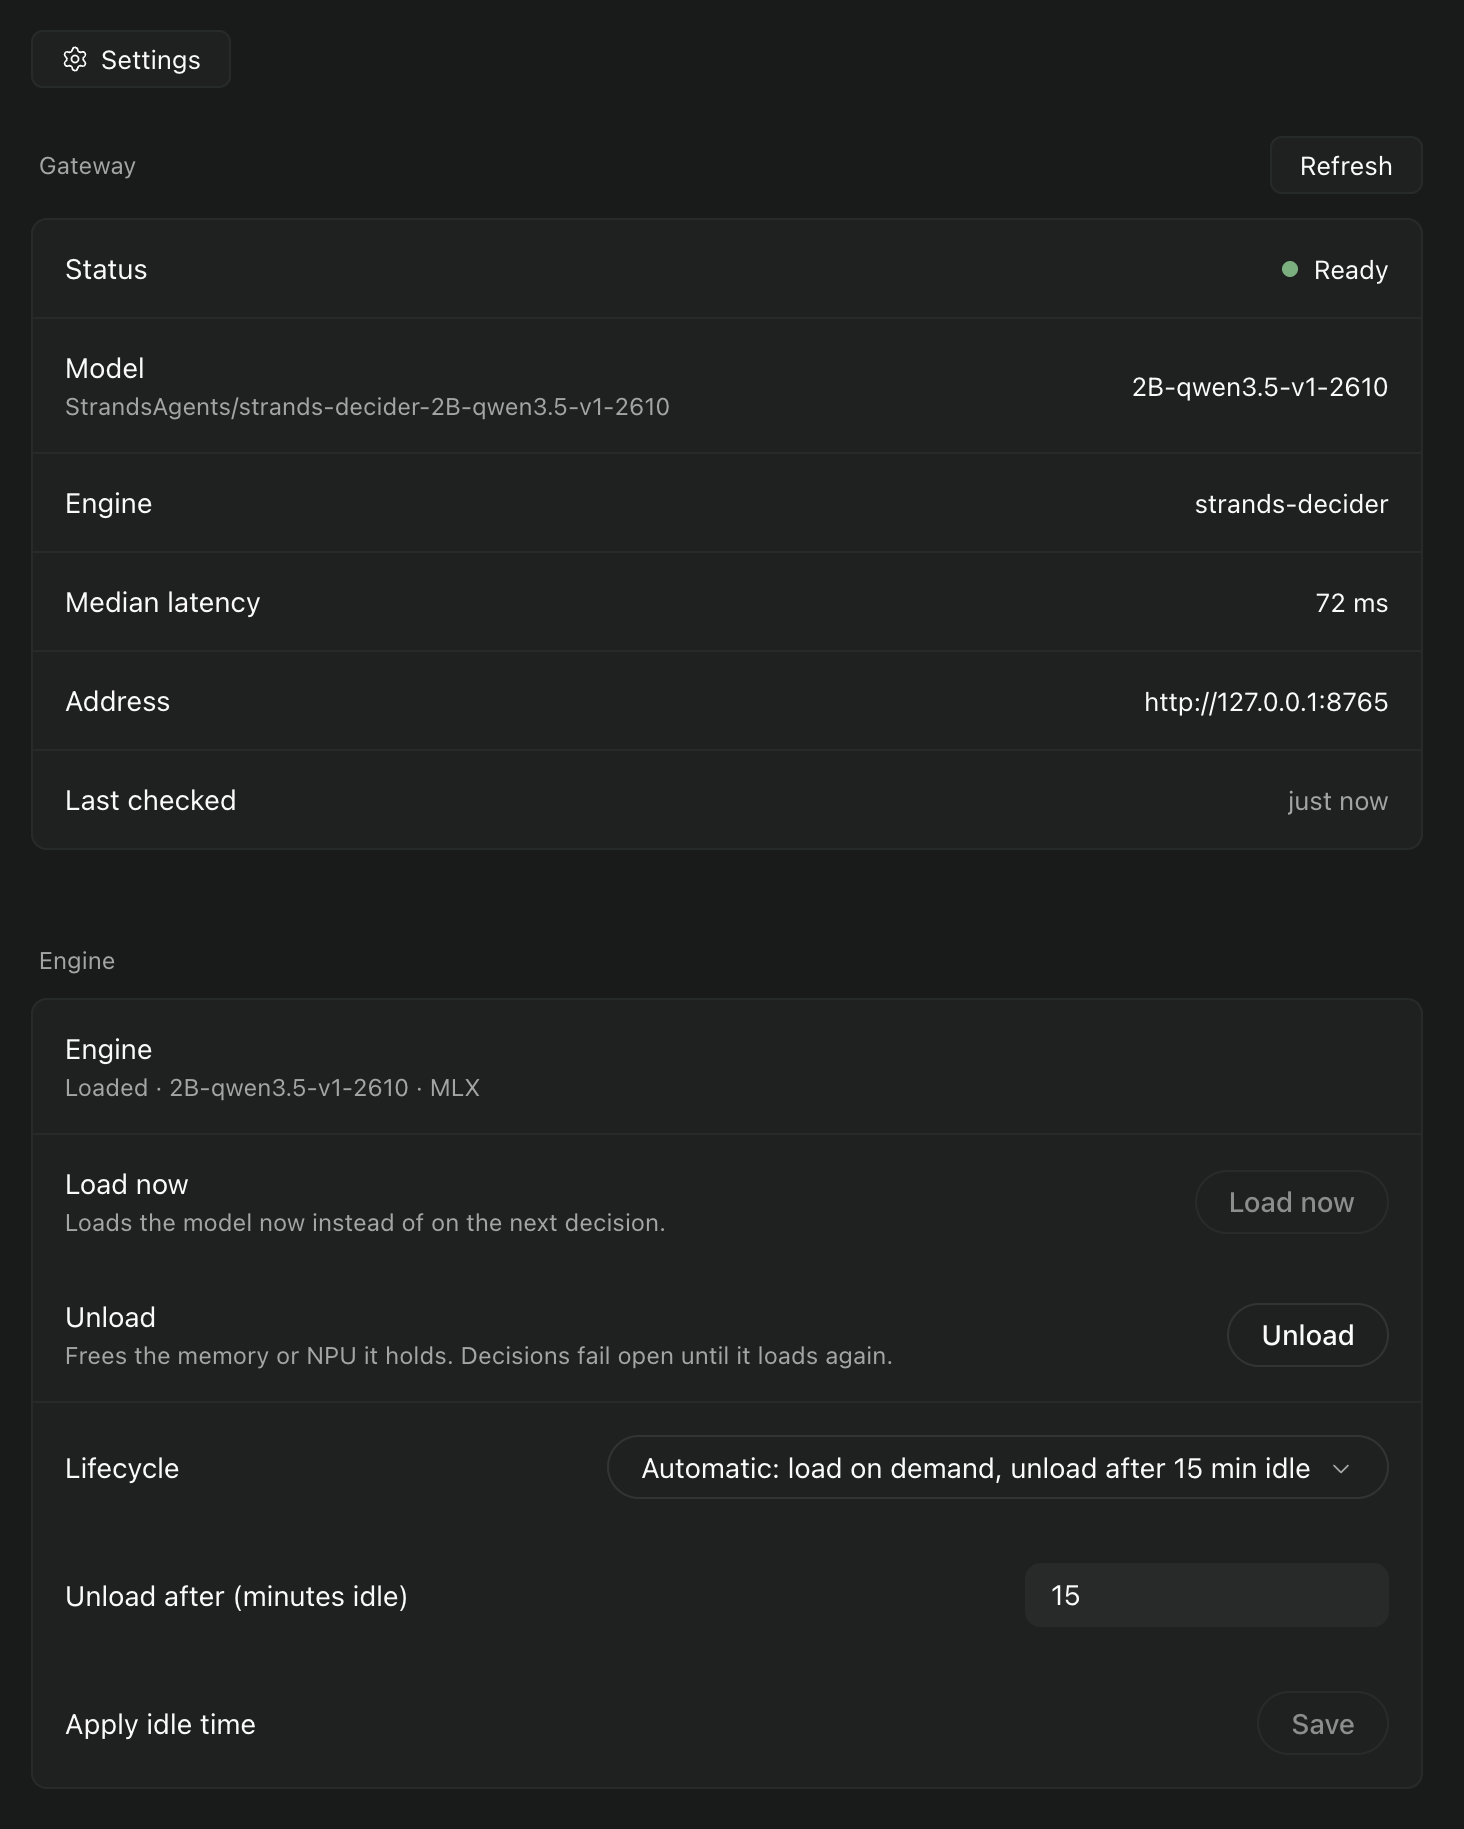 Settings
Gateway
Refresh
Status
Ready
Model
StrandsAgents/strands-decider-2B-qwen3.5-v1-2610
2B-qwen3.5-v1-2610
Engine
strands-decider
Median latency
72 ms
Address
http://127.0.0.1:8765
Last checked
just now
Engine
Engine
Loaded · 2B-qwen3.5-v1-2610 · MLX
Load now
Loads the model now instead of on the next decision.
Load now
Unload
Frees the memory or NPU it holds. Decisions fail open until it loads again.
Unload
Lifecycle
Automatic: load on demand, unload after 15 min idle
Unload after (minutes idle)
15
Apply idle time
Save